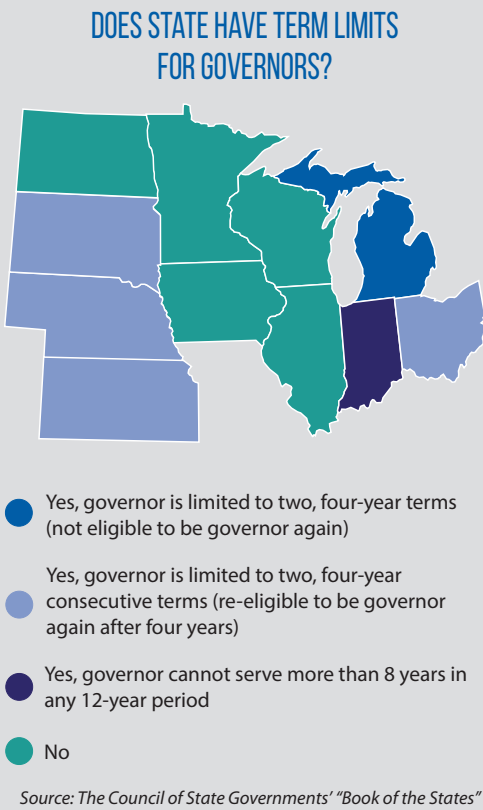 DOES STATE HAVE TERM LIMITS
FOR GOVERNORS?
Yes, governor is limited to two, four-year terms
(not eligible to be governor again)
Yes, governor is limited to two, four-year
consecutive terms (re-eligible to be governor
again after four years)
Yes, governor cannot serve more than 8 years in
any 12-year period
No
Source: The Council of State Governments’ “Book of the States”